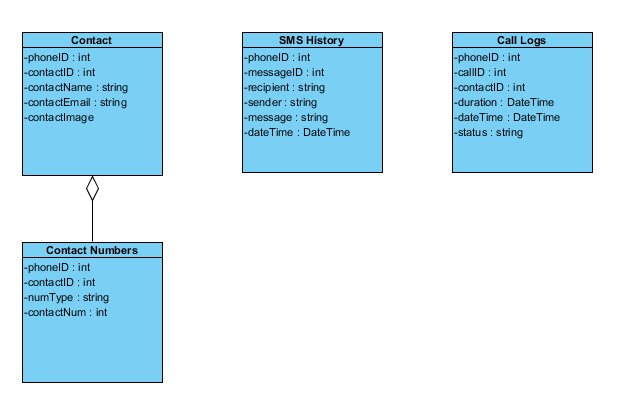 Contact
-phoneID : int
-contactID : int
-contactName : string
-contactEmail : string
-contactImage
SMS History
-phoneID : int
-messageID : int
-recipient : string
-sender : string
-message : string
-dateTime : DateTime
Call Logs
-phoneID : int
-callID : int
-contactID : int
-duration : DateTime
-dateTime : DateTime
-status : string
Contact Numbers
-phoneID : int
-contactID : int
-numType : string
-contactNum : int